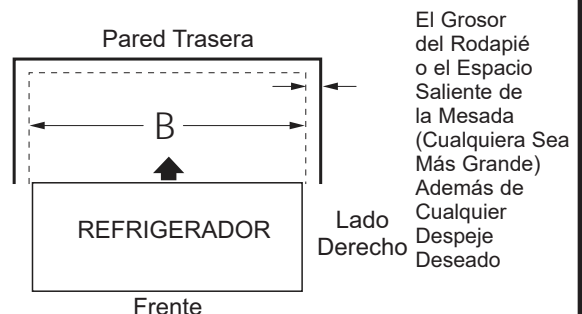 Pared Trasera
B
REFRIGERADOR
Lado
Derecho
Frente
El Grosor
del Rodapié
o el Espacio
Saliente de
la Mesada
(Cualquiera Sea
Más Grande)
Además de
Cualquier
Despeje
Deseado